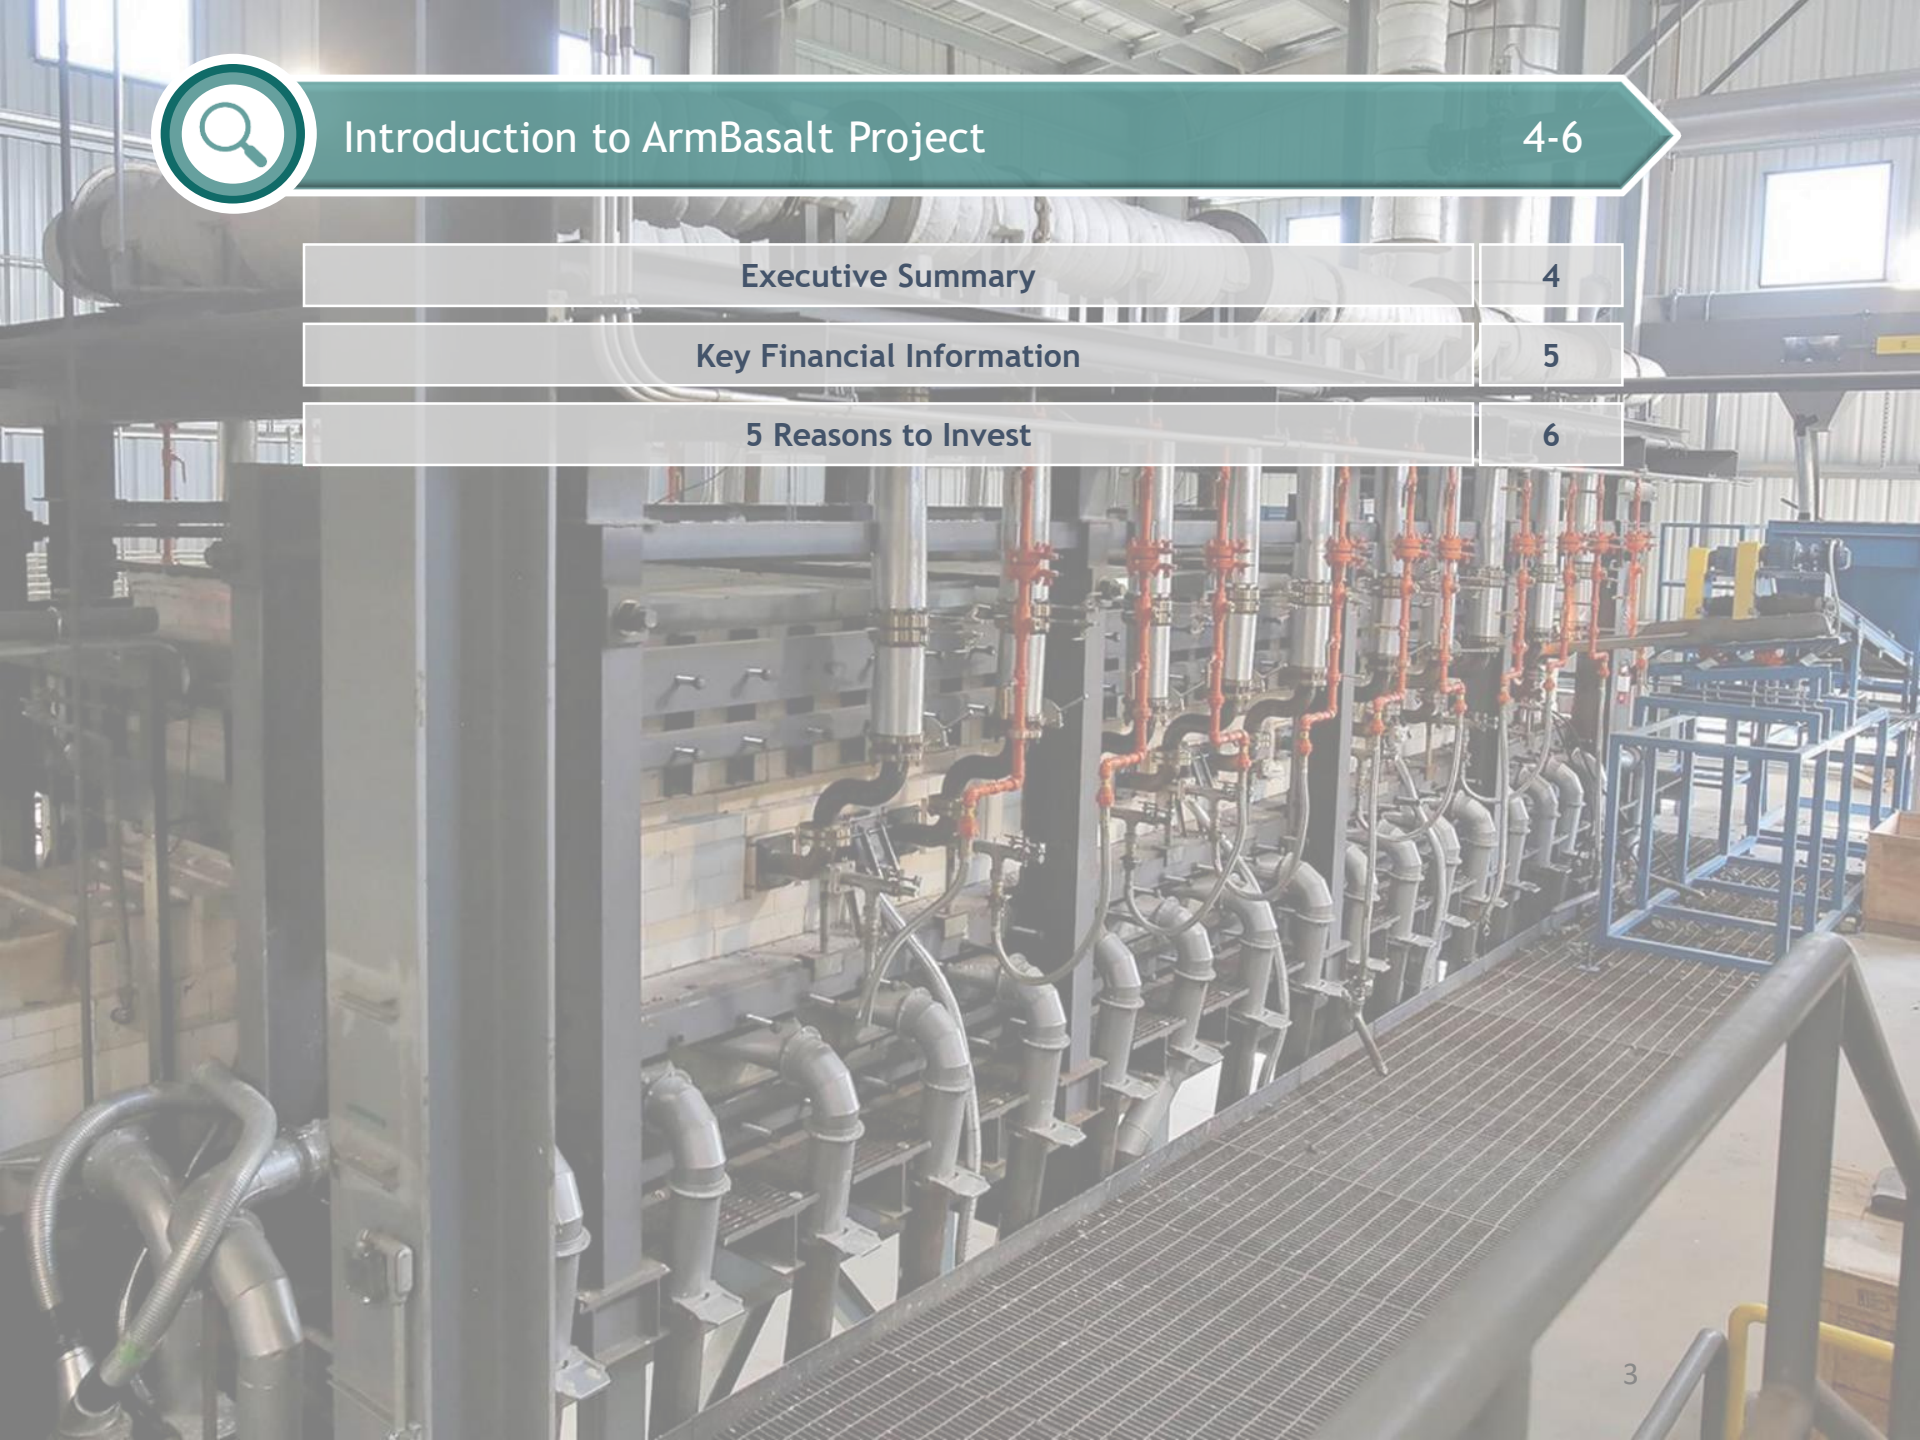 Introduction to ArmBasalt Project 4-6
Executive Summary 4
Key Financial Information 5
5 Reasons to Invest 6
3